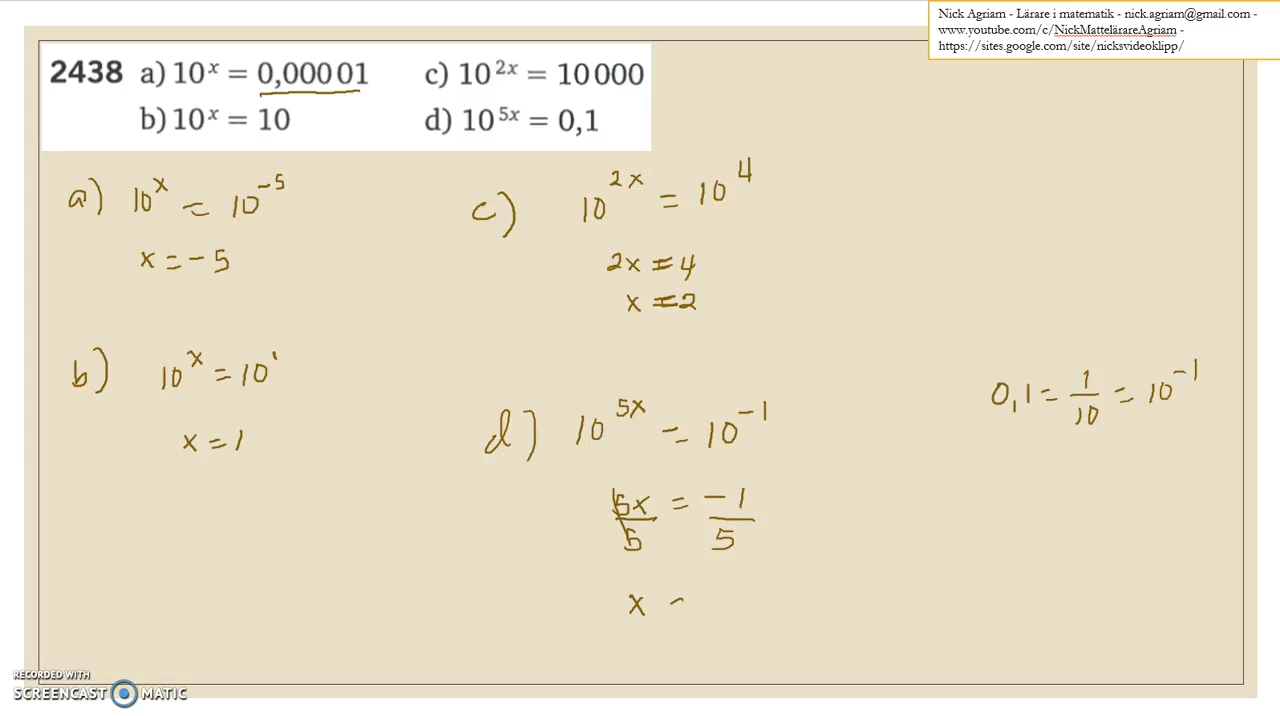 Nick Agriam - Lärare i matematik - nick.agriam@gmail.com -
www.youtube.com/c/NickMattelärareAgriam -
https://sites.google.com/site/nicksvideoklipp/
2438 a) 10^x = 0,00001 c) 10^2x = 10 000
b) 10^x = 10 d) 10^5x = 0,1
a) 10^x = 10^-5
x = -5
b) 10^x = 10^1
x = 1
c) 10^2x = 10^4
2x = 4
x = 2
d) 10^5x = 10^-1
5x/5 = -1/5
x =
0,1 = 1/10 = 10^-1
RECORDED WITH
SCREENCAST MATIC